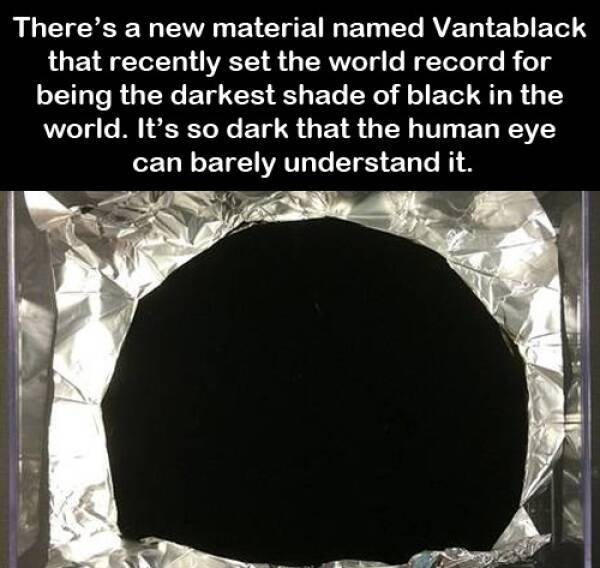 There's a new material named Vantablack
that recently set the world record for
being the darkest shade of black in the
world. It's so dark that the human eye
can barely understand it.